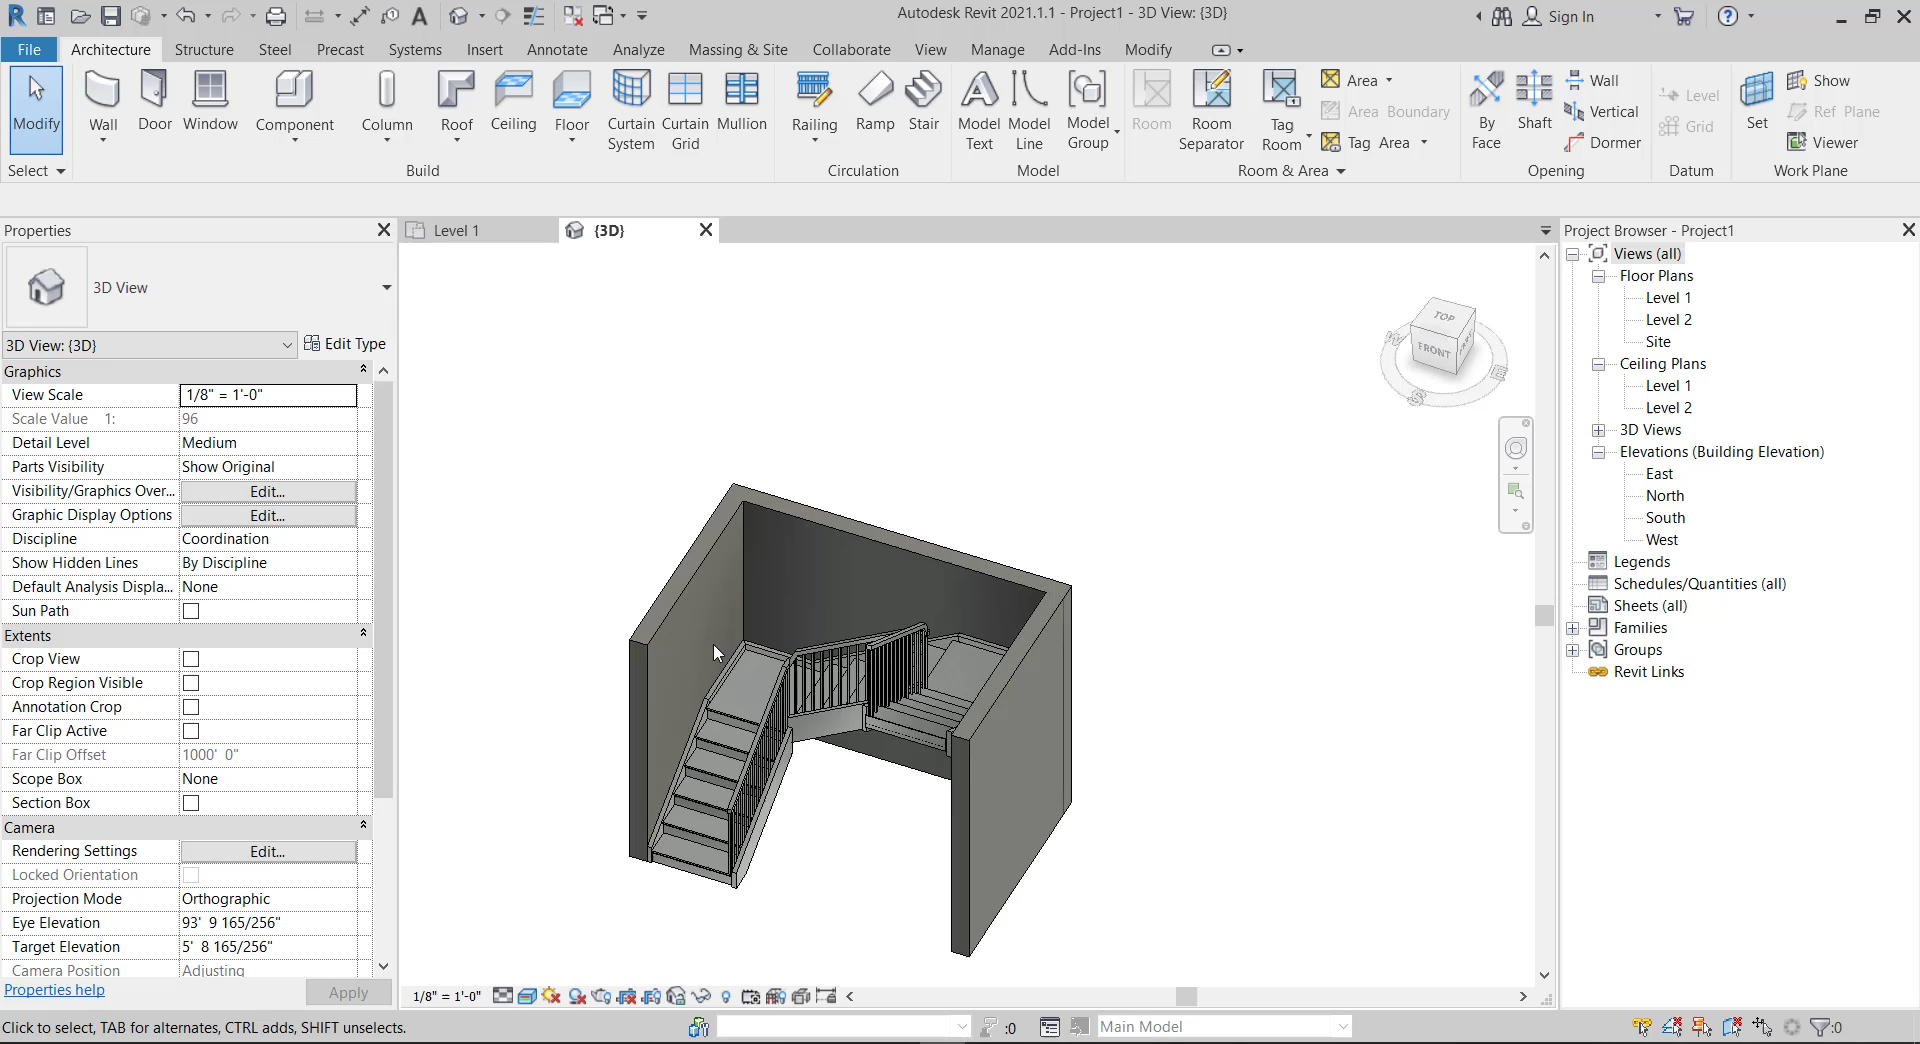 Autodesk Revit 2021.1.1 - Project1 - 3D View: {3D}
Sign In
File Architecture Structure Steel Precast Systems Insert Annotate Analyze Massing & Site Collaborate View Manage Add-Ins Modify
Modify
Wall
Door
Window
Component
Column
Roof
Ceiling
Floor
Curtain System
Curtain Grid
Mullion
Railing
Ramp
Stair
Model Text
Model Line
Model Group
Room
Room Separator
Tag Room
Area
Area Boundary
Tag Area
By Face
Shaft
Wall
Vertical
Dormer
Level
Grid
Set
Show
Ref Plane
Viewer
Select
Build
Circulation
Model
Room & Area
Opening
Datum
Work Plane
Properties
3D View
3D View: {3D}
Edit Type
Graphics
View Scale 1/8" = 1'-0"
Scale Value 1: 96
Detail Level Medium
Parts Visibility Show Original
Visibility/Graphics Over... Edit...
Graphic Display Options Edit...
Discipline Coordination
Show Hidden Lines By Discipline
Default Analysis Displa... None
Sun Path
Extents
Crop View
Crop Region Visible
Annotation Crop
Far Clip Active
Far Clip Offset 1000' 0"
Scope Box None
Section Box
Camera
Rendering Settings Edit...
Locked Orientation
Projection Mode Orthographic
Eye Elevation 93' 9 165/256"
Target Elevation 5' 8 165/256"
Camera Position Adjusting
Properties help
Apply
Level 1
{3D}
TOP
FRONT
W
S
E
1/8" = 1'-0"
Project Browser - Project1
Views (all)
Floor Plans
Level 1
Level 2
Site
Ceiling Plans
Level 1
Level 2
3D Views
Elevations (Building Elevation)
East
North
South
West
Legends
Schedules/Quantities (all)
Sheets (all)
Families
Groups
Revit Links
Click to select, TAB for alternates, CTRL adds, SHIFT unselects.
:0
Main Model
:0